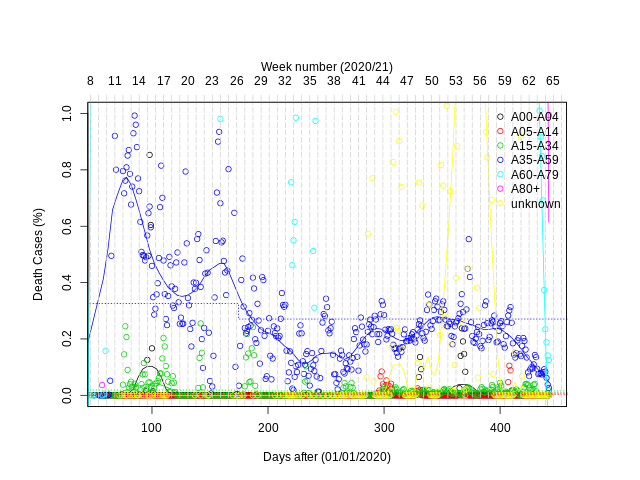 Week number (2020/21)
8 11 14 17 20 23 26 29 32 35 38 41 44 47 50 53 56 59 62 65
Death Cases (%)
1.0
0.8
0.6
0.4
0.2
0.0
A00-A04
A05-A14
A15-A34
A35-A59
A60-A79
A80+
unknown
100 200 300 400
Days after (01/01/2020)